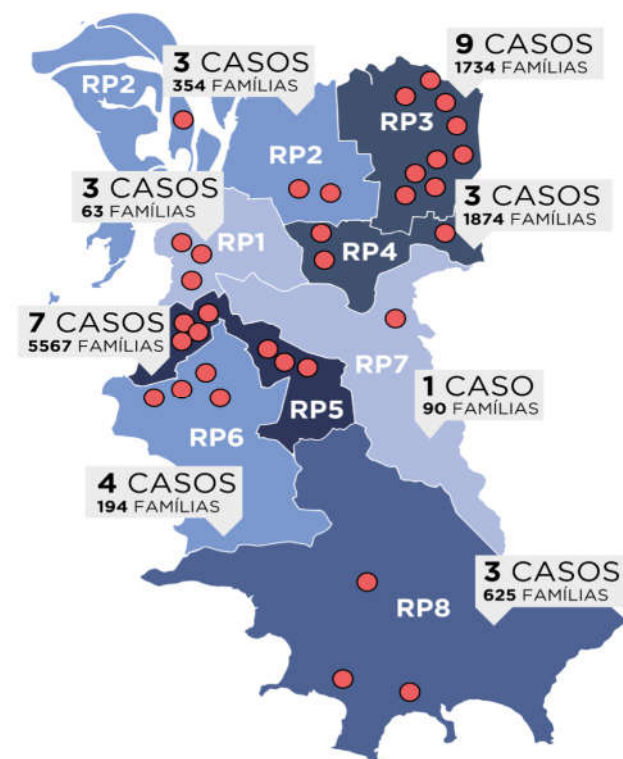 9 CASOS
1734 FAMÍLIAS
3 CASOS
354 FAMÍLIAS
RP2
RP3
RP2
3 CASOS
63 FAMÍLIAS
3 CASOS
1874 FAMÍLIAS
RP1
RP4
7 CASOS
5567 FAMÍLIAS
RP7
1 CASO
90 FAMÍLIAS
RP5
RP6
4 CASOS
194 FAMÍLIAS
3 CASOS
625 FAMÍLIAS
RP8